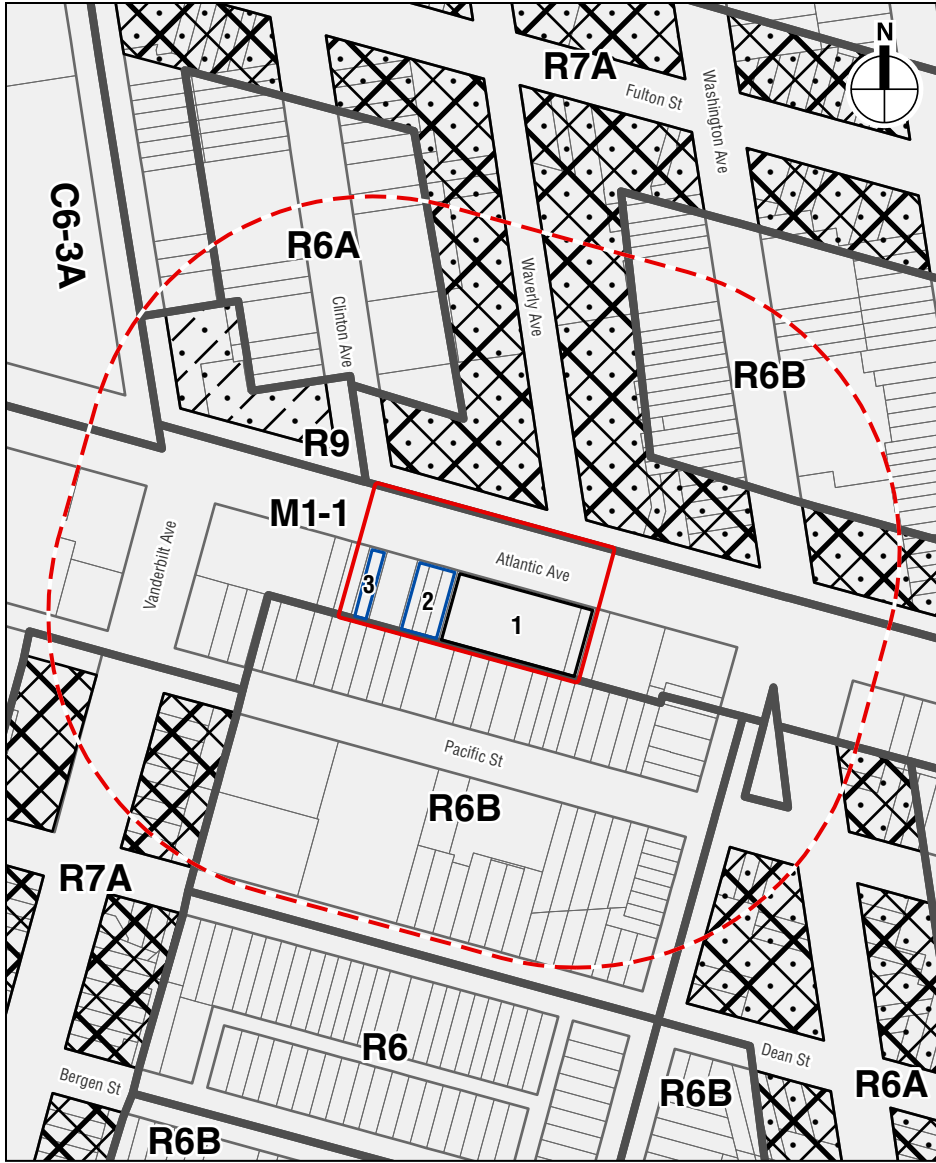 N
R7A
Fulton St
Washington Ave
C6-3A
R6A
Clinton Ave
Waverly Ave
R6B
R9
M1-1
Vanderbilt Ave
Atlantic Ave
3
2
1
Pacific St
R6B
R7A
R6
Dean St
Bergen St
R6B
R6A
R6B